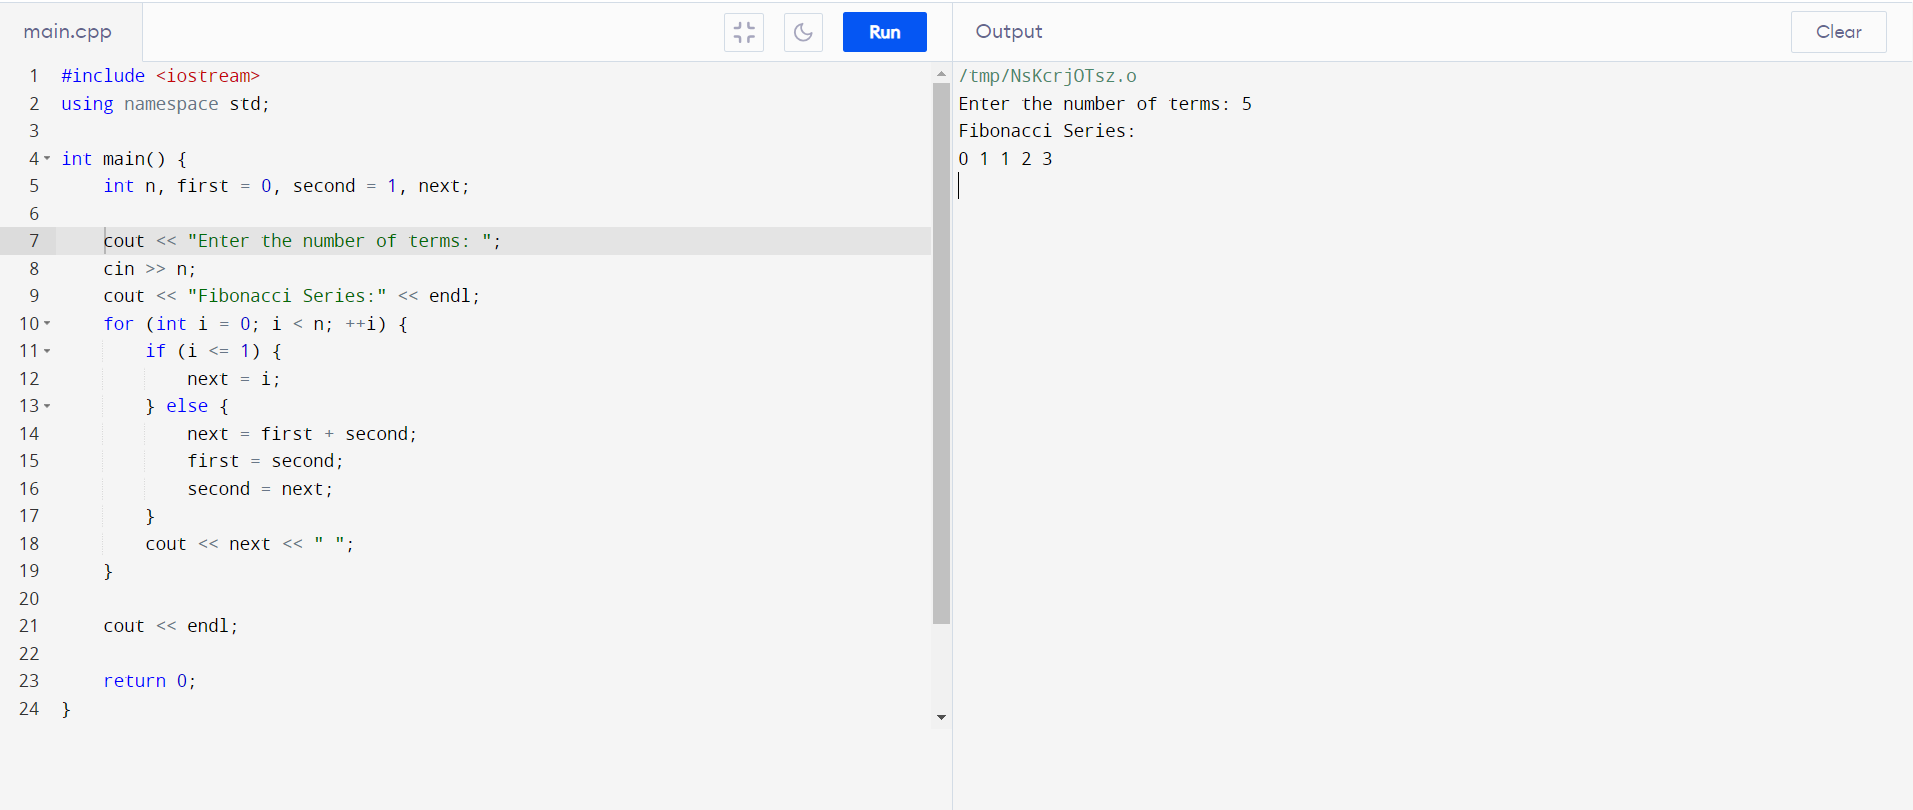 main.cpp
Run
Output
Clear
1 #include <iostream>
2 using namespace std;
3
4 int main() {
5     int n, first = 0, second = 1, next;
6
7     cout << "Enter the number of terms: ";
8     cin >> n;
9     cout << "Fibonacci Series:" << endl;
10     for (int i = 0; i < n; ++i) {
11         if (i <= 1) {
12             next = i;
13         } else {
14             next = first + second;
15             first = second;
16             second = next;
17         }
18         cout << next << " ";
19     }
20
21     cout << endl;
22
23     return 0;
24 }
/tmp/NsKcrjOTsz.o
Enter the number of terms: 5
Fibonacci Series:
0 1 1 2 3